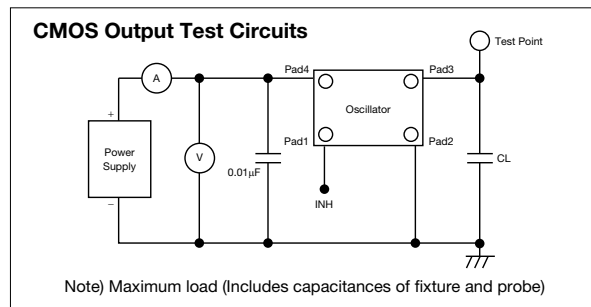 CMOS Output Test Circuits
Test Point
A
Pad4
Pad3
Oscillator
+
Power
Supply
−
V
0.01μF
Pad1
Pad2
CL
INH
Note) Maximum load (Includes capacitances of fixture and probe)